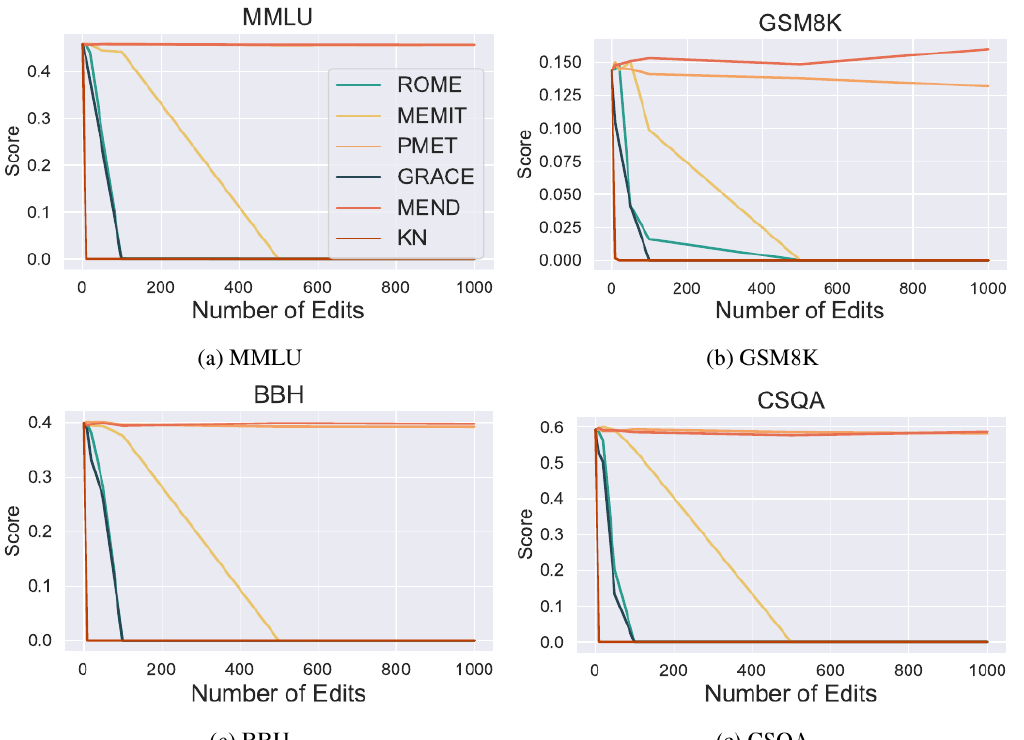 MMLU
Score
0.4
0.3
0.2
0.1
0.0
ROME
MEMIT
PMET
GRACE
MEND
KN
0 200 400 600 800 1000
Number of Edits
(a) MMLU
GSM8K
Score
0.150
0.125
0.100
0.075
0.050
0.025
0.000
0 200 400 600 800 1000
Number of Edits
(b) GSM8K
BBH
Score
0.4
0.3
0.2
0.1
0.0
0 200 400 600 800 1000
Number of Edits
BBH
CSQA
Score
0.6
0.5
0.4
0.3
0.2
0.1
0.0
0 200 400 600 800 1000
Number of Edits
CSQA